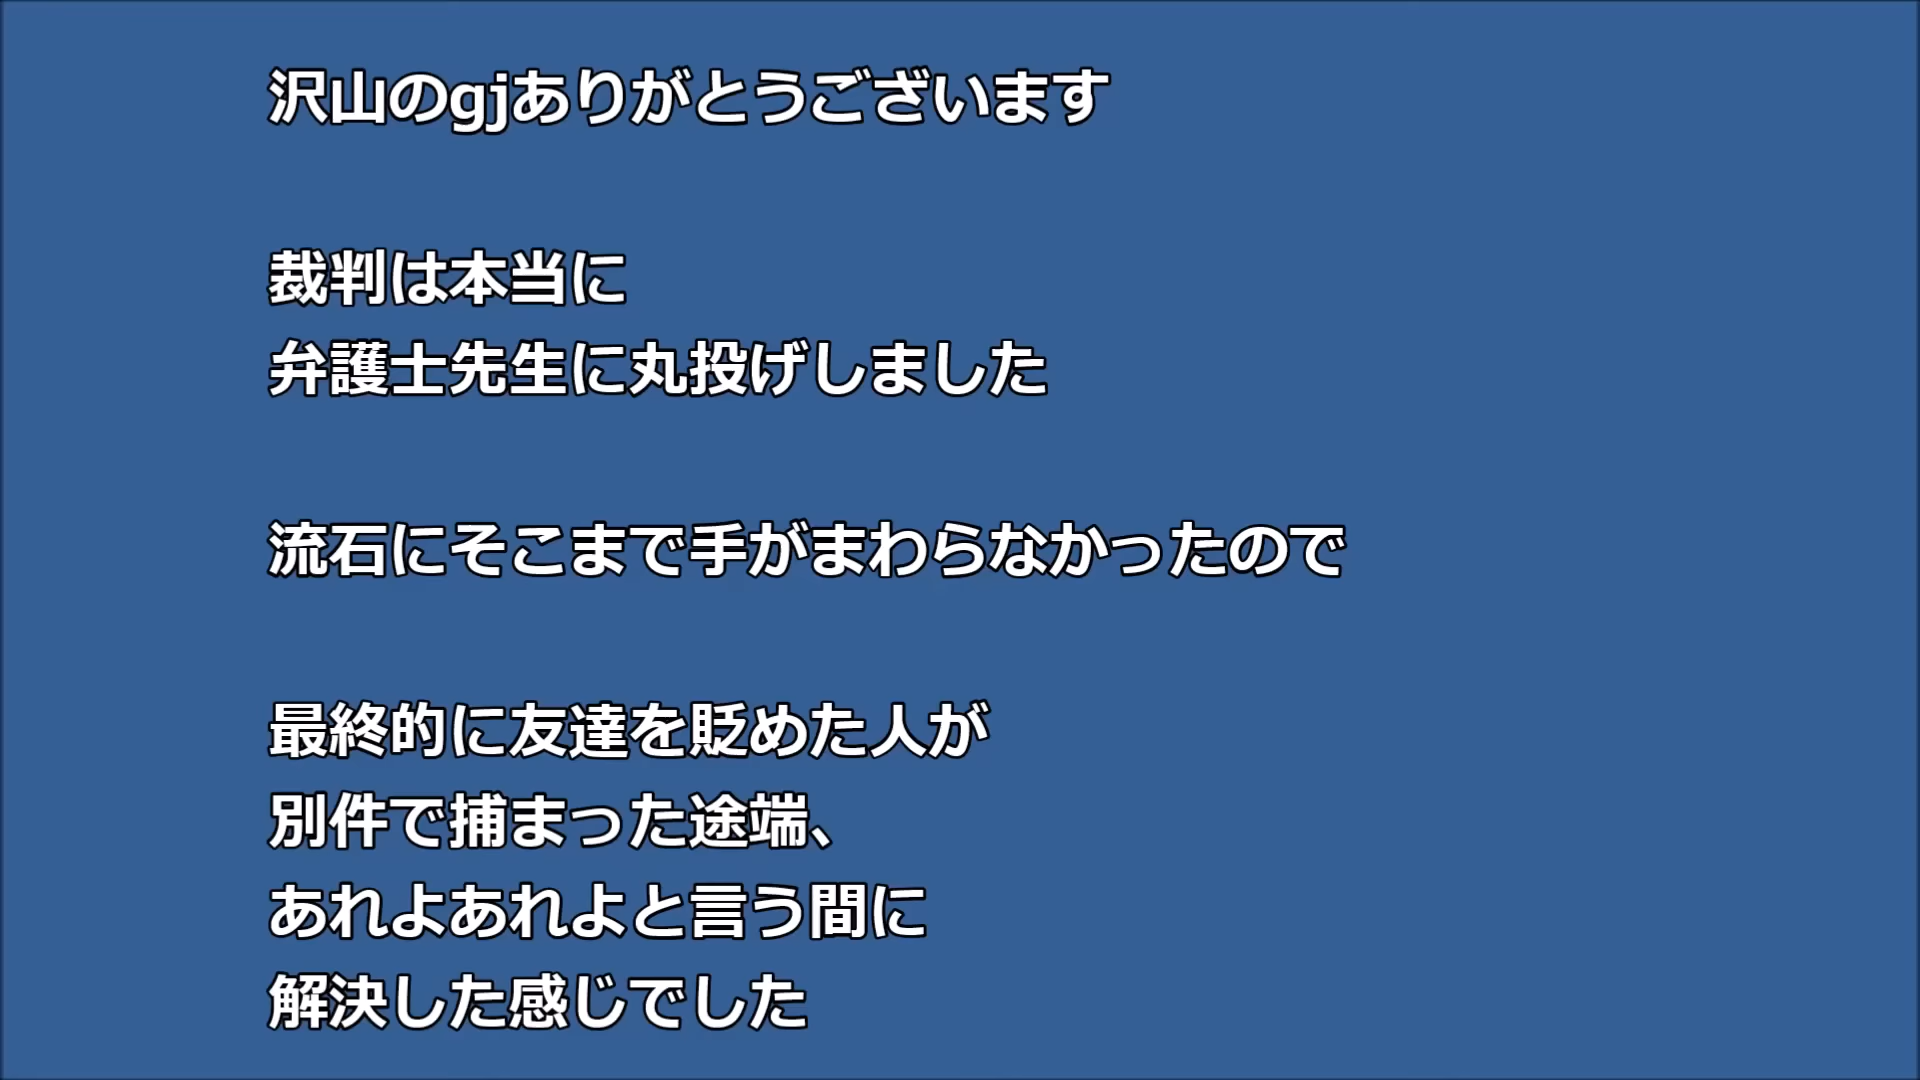 沢山のgjありがとうございます
裁判は本当に
弁護士先生に丸投げしました
流石にそこまで手がまわらなかったので
最終的に友達を貶めた人が
別件で捕まった途端、
あれよあれよと言う間に
解決した感じでした